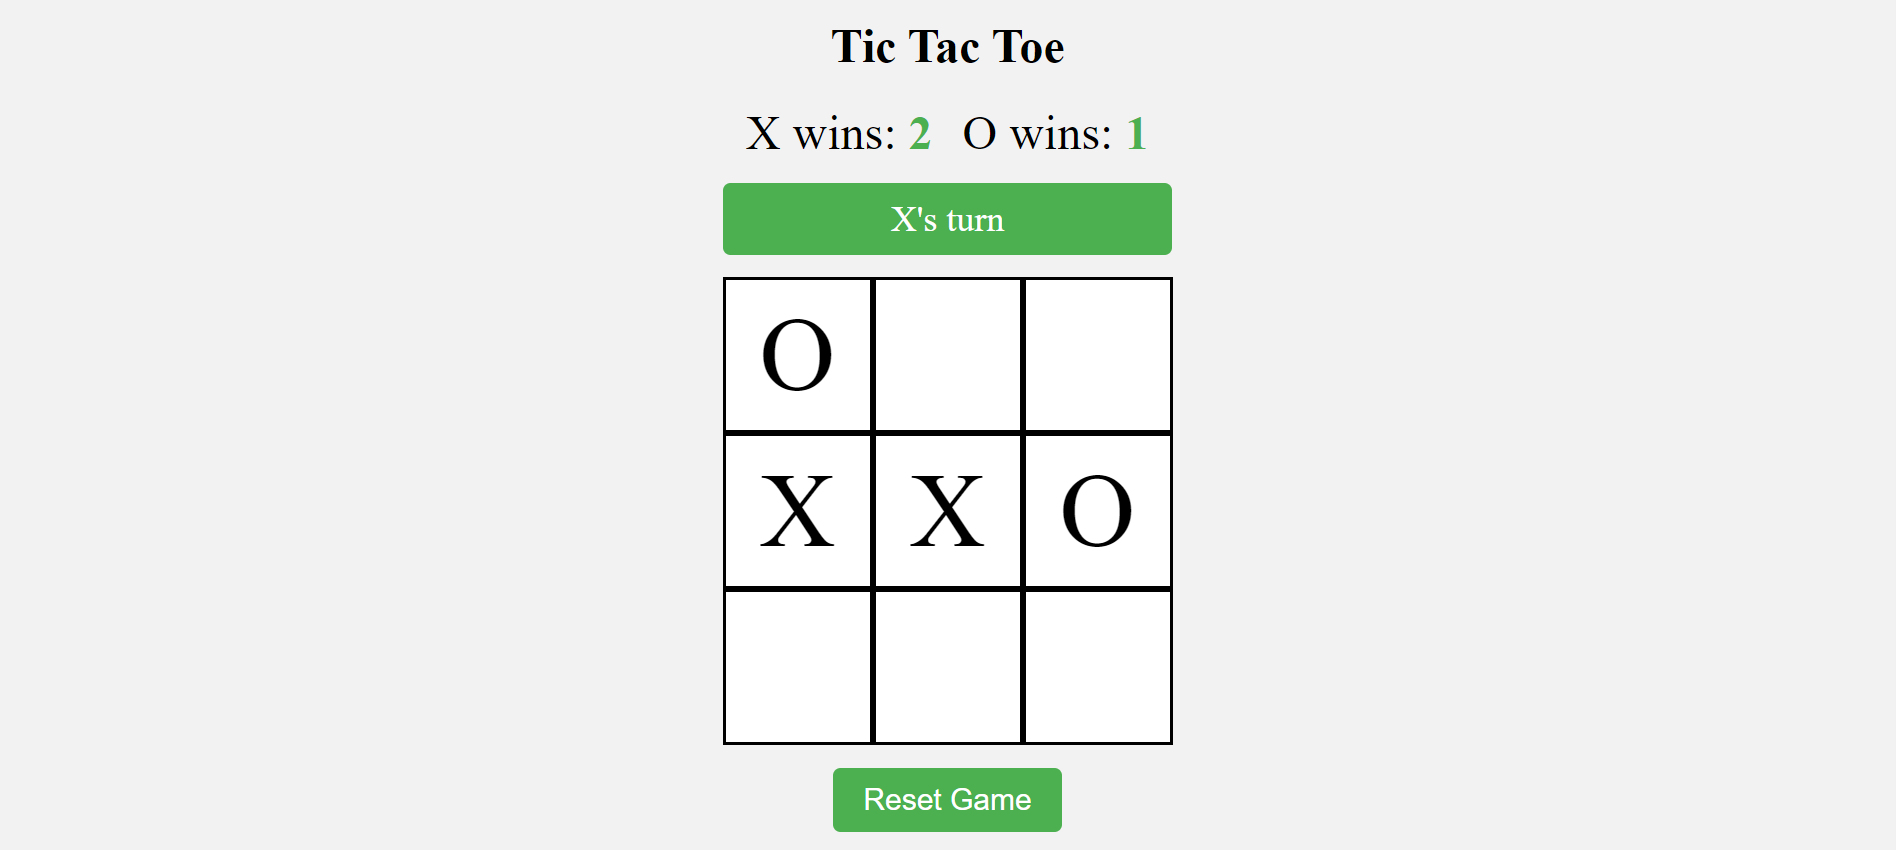 Tic Tac Toe
X wins: 2 O wins: 1
X's turn
O
X X O
Reset Game